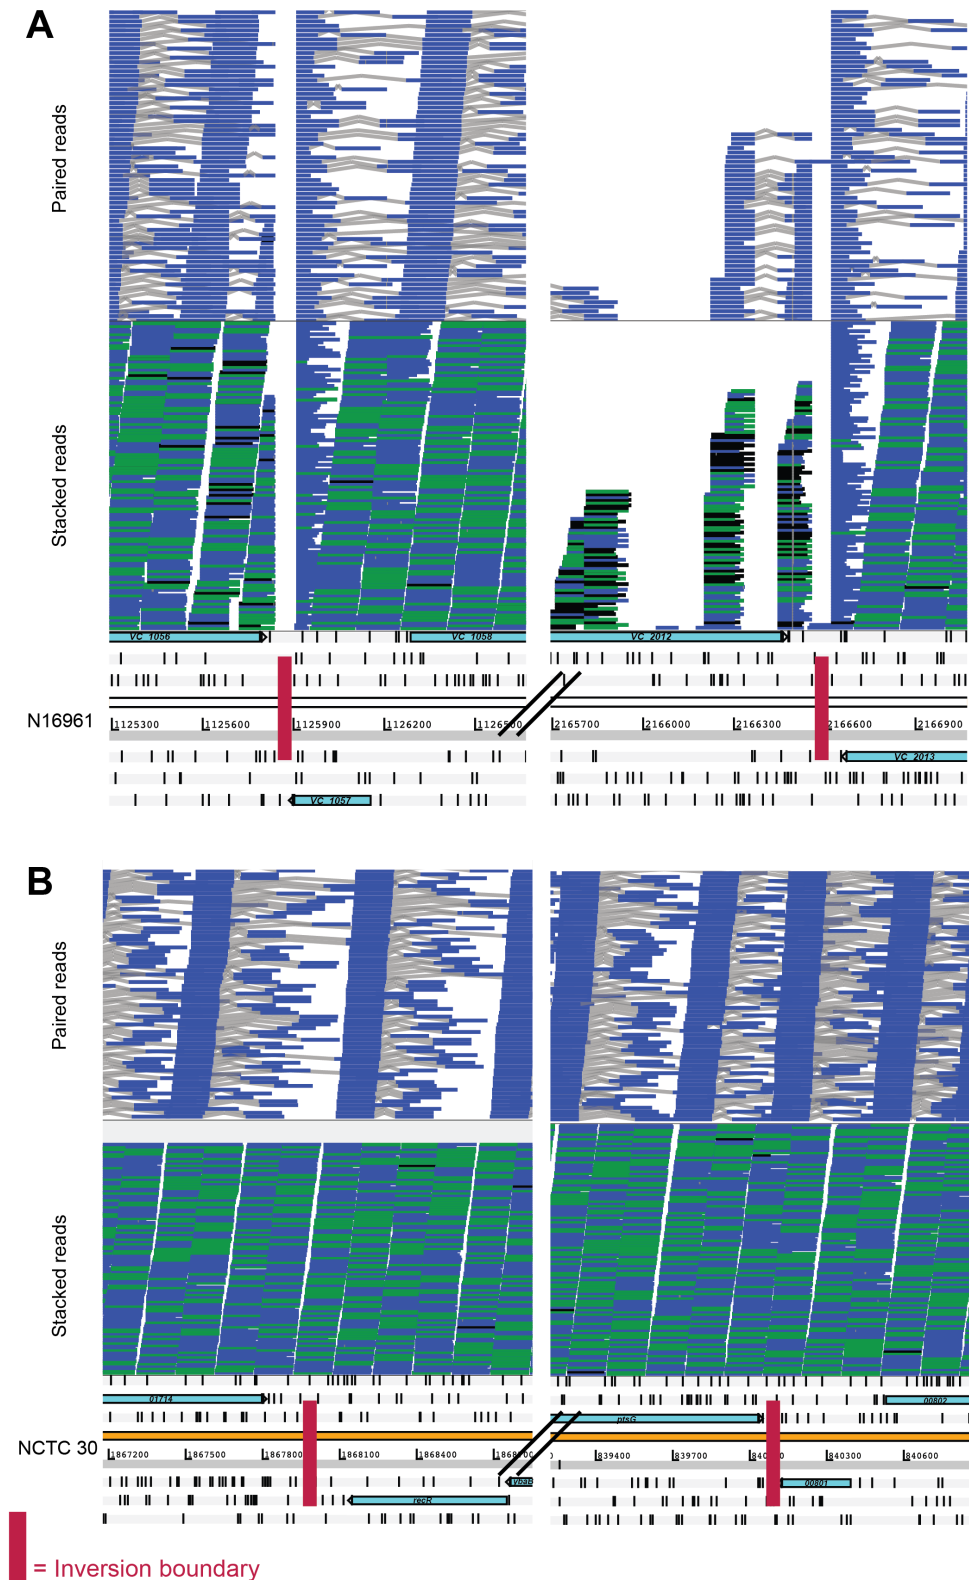 A
Paired reads
Stacked reads
VC_1056 VC_1058 VC_2012
N16961
1125300 1125600 1125900 1126200 1126500 2165700 2166000 2166300 2166600 2166900
VC_2013
VC_1057
B
Paired reads
Stacked reads
01714 00802
ptsG
NCTC 30
1867200 1867500 1867800 1868100 1868400 839400 839700 840300 840600
00801
recR
= Inversion boundary